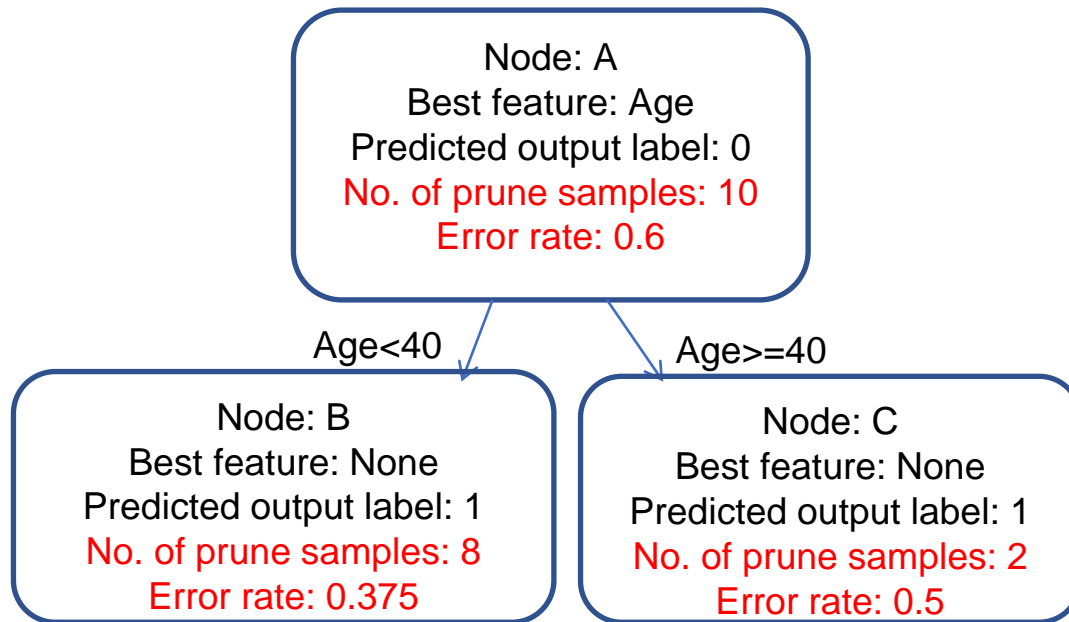 Node: A
Best feature: Age
Predicted output label: 0
No. of prune samples: 10
Error rate: 0.6
Age<40
Age>=40
Node: B
Best feature: None
Predicted output label: 1
No. of prune samples: 8
Error rate: 0.375
Node: C
Best feature: None
Predicted output label: 1
No. of prune samples: 2
Error rate: 0.5